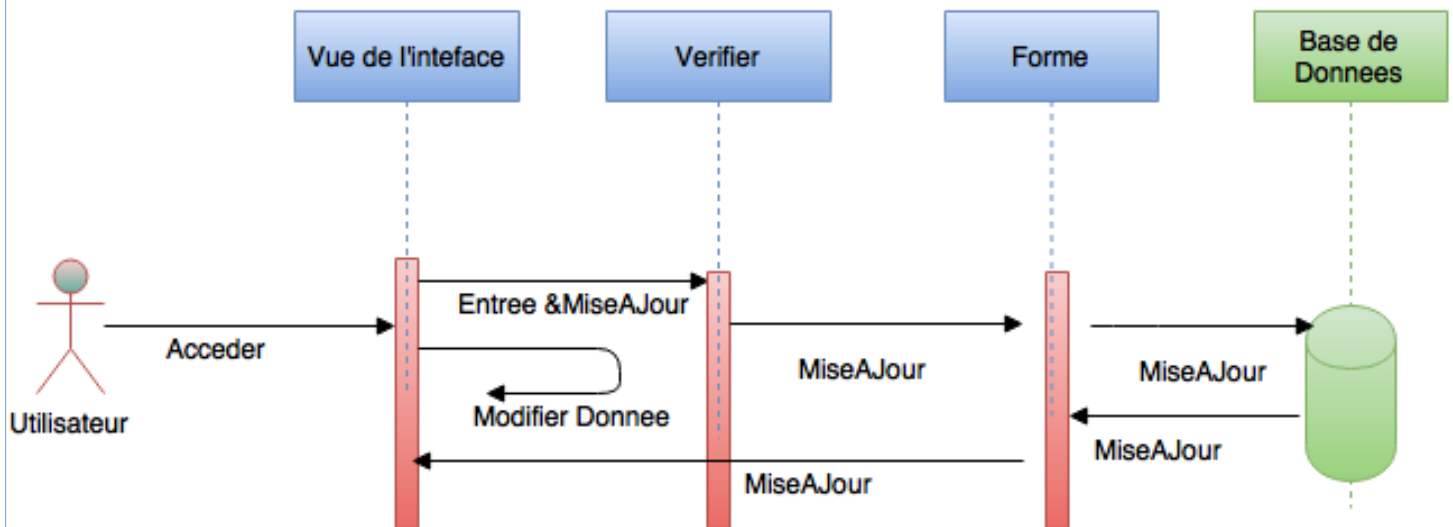 Vue de l'inteface
Verifier
Forme
Base de
Donnees
Entree &MiseAJour
Acceder
MiseAJour
MiseAJour
Utilisateur
Modifier Donnee
MiseAJour
MiseAJour